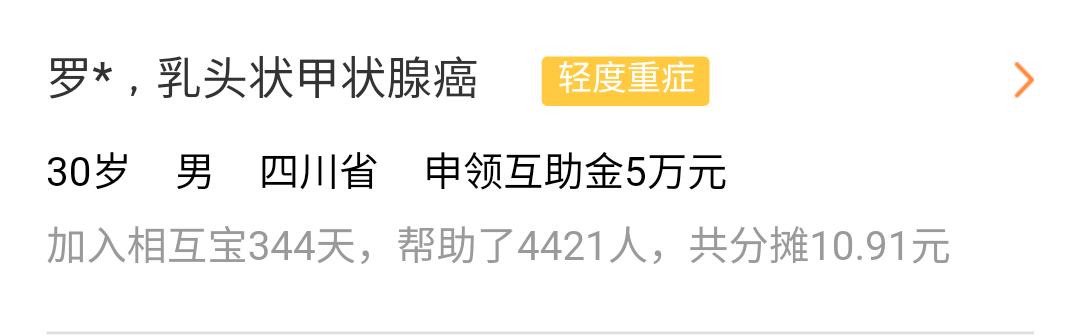 罗*，乳头状甲状腺癌 轻度重症
30岁 男 四川省 申领互助金5万元
加入相互宝344天，帮助了4421人，共分摊10.91元